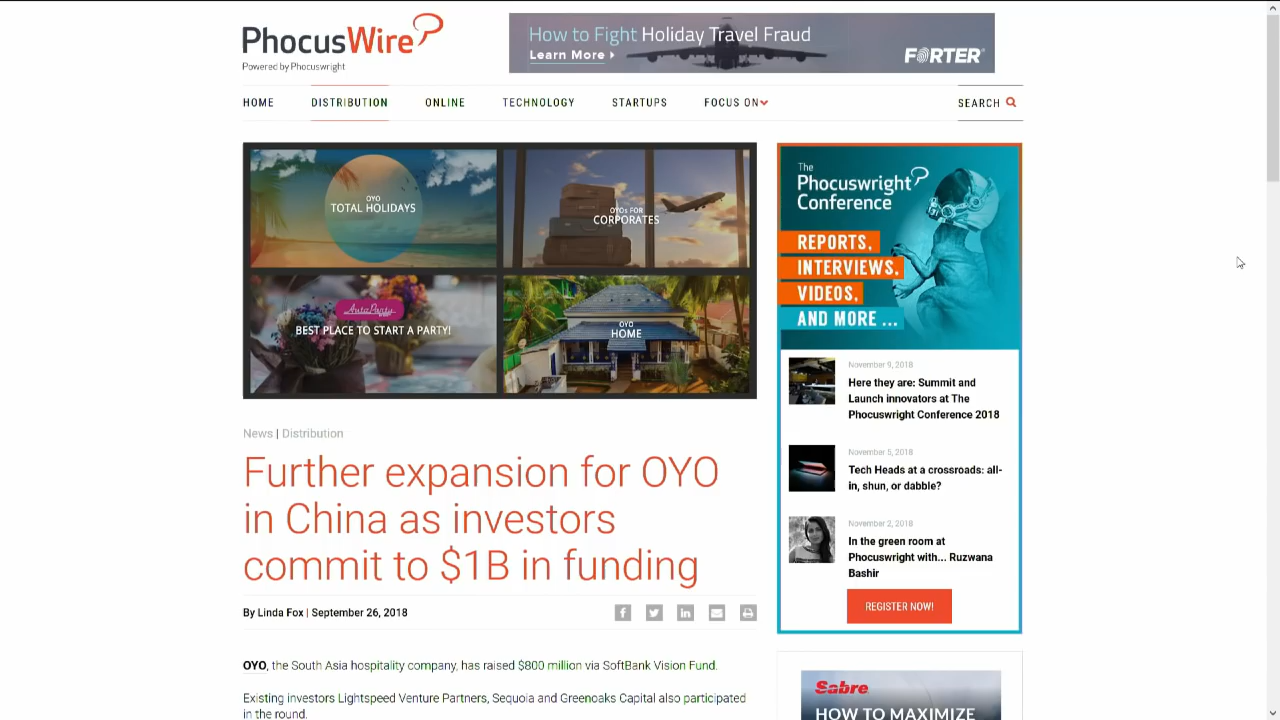 PhocusWire
Powered by Phocuswright
How to Fight Holiday Travel Fraud
Learn More
FORTER
HOME
DISTRIBUTION
ONLINE
TECHNOLOGY
STARTUPS
FOCUS ON
SEARCH
OYO
TOTAL HOLIDAYS
OYOs FOR
CORPORATES
AutoParty
BEST PLACE TO START A PARTY!
OYO
HOME
News | Distribution
Further expansion for OYO
in China as investors
commit to $1B in funding
By Linda Fox | September 26, 2018
OYO, the South Asia hospitality company, has raised $800 million via SoftBank Vision Fund.
Existing investors Lightspeed Venture Partners, Sequoia and Greenoaks Capital also participated
in the round.
The
Phocuswright
Conference
REPORTS,
INTERVIEWS,
VIDEOS,
AND MORE ...
November 9, 2018
Here they are: Summit and
Launch innovators at The
Phocuswright Conference 2018
November 5, 2018
Tech Heads at a crossroads: all-
in, shun, or dabble?
November 2, 2018
In the green room at
Phocuswright with... Ruzwana
Bashir
REGISTER NOW!
Sabre
HOW TO MAXIMIZE